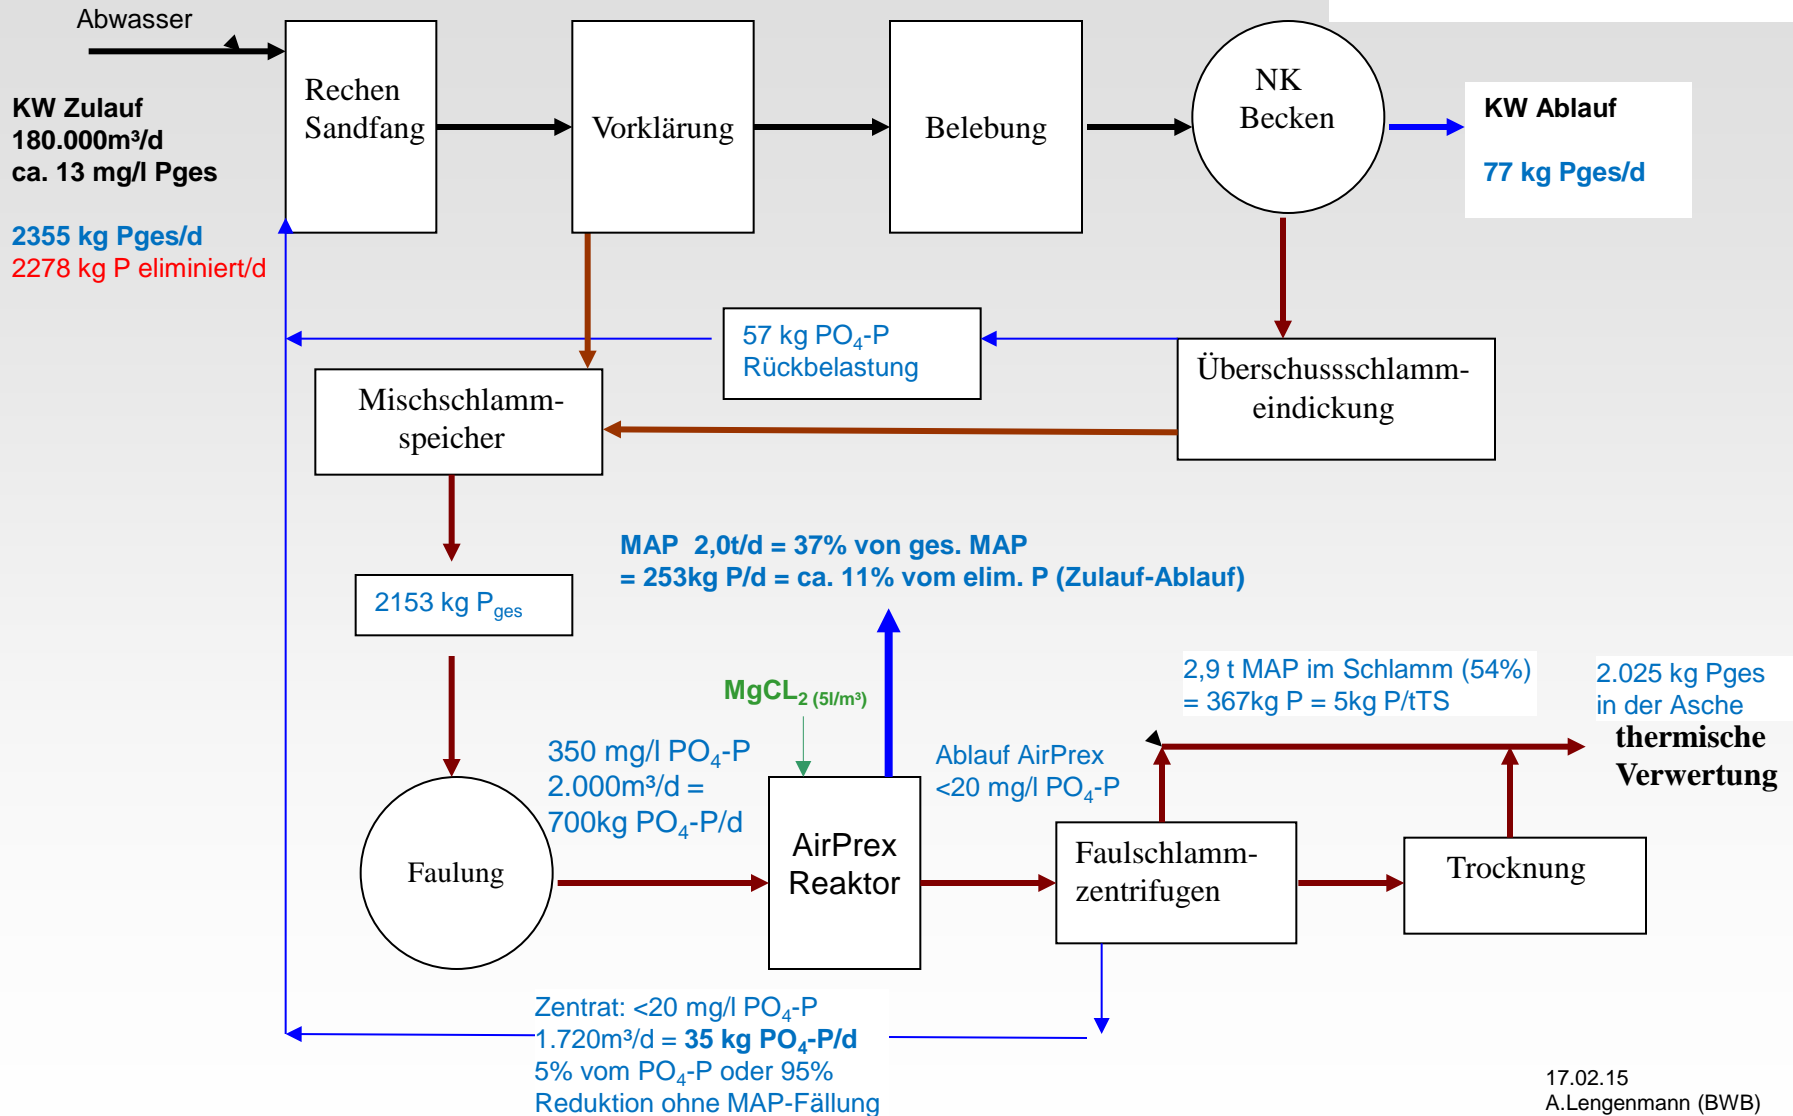 Abwasser
KW Zulauf
180.000m³/d
ca. 13 mg/l Pges
2355 kg Pges/d
2278 kg P eliminiert/d
Rechen
Sandfang
Vorklärung
Belebung
NK
Becken
KW Ablauf
77 kg Pges/d
57 kg PO₄-P
Rückbelastung
Überschussschlamm-
eindickung
Mischschlamm-
speicher
2153 kg Pges
MAP 2,0t/d = 37% von ges. MAP
= 253kg P/d = ca. 11% vom elim. P (Zulauf-Ablauf)
MgCL₂ (5l/m³)
2,9 t MAP im Schlamm (54%)
= 367kg P = 5kg P/tTS
2.025 kg Pges
in der Asche
thermische
Verwertung
350 mg/l PO₄-P
2.000m³/d =
700kg PO₄-P/d
Ablauf AirPrex
<20 mg/l PO₄-P
Faulung
AirPrex
Reaktor
Faulschlamm-
zentrifugen
Trocknung
Zentrat: <20 mg/l PO₄-P
1.720m³/d = 35 kg PO₄-P/d
5% vom PO₄-P oder 95%
Reduktion ohne MAP-Fällung
17.02.15
A.Lengenmann (BWB)